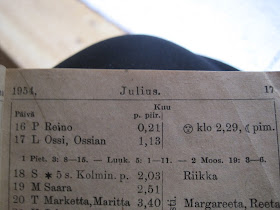 1954, Julius. 17
Päivä Kuu p. piir.
16 P Reino 0,21 klo 2,29, ☾ pim.
17 L Ossi, Ossian 1,13
1 Piet. 3: 8—15. — Luuk. 5: 1—11. — 2 Moos. 19: 3—6.
18 S ✶ 5 s. Kolmin. p. 2,03 Riikka
19 M Saara 2,51
20 T Marketta, Maritta 3,40 Margareeta, Reeta